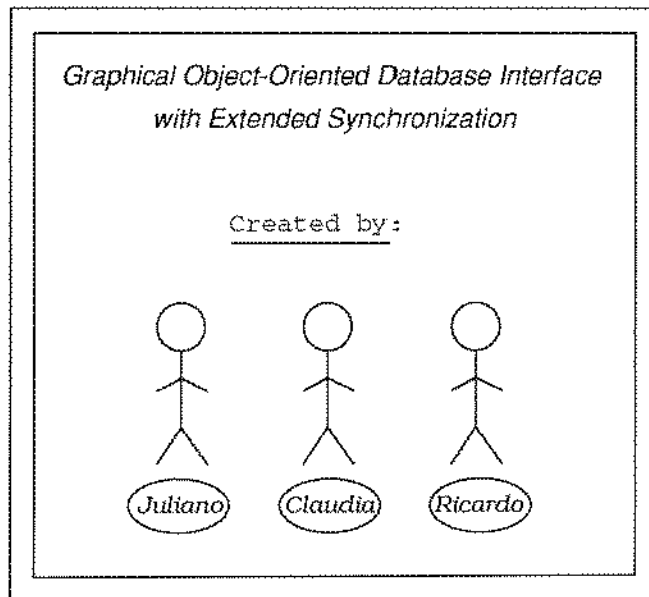 Graphical Object-Oriented Database Interface
with Extended Synchronization
Created by:
Juliano Claudia Ricardo